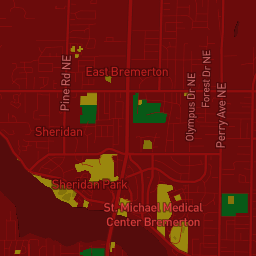 Pine Rd NE
East Bremerton
Olympus Dr NE
Forest Dr NE
Perry Ave NE
Sheridan
Sheridan Park
St. Michael Medical
Center Bremerton